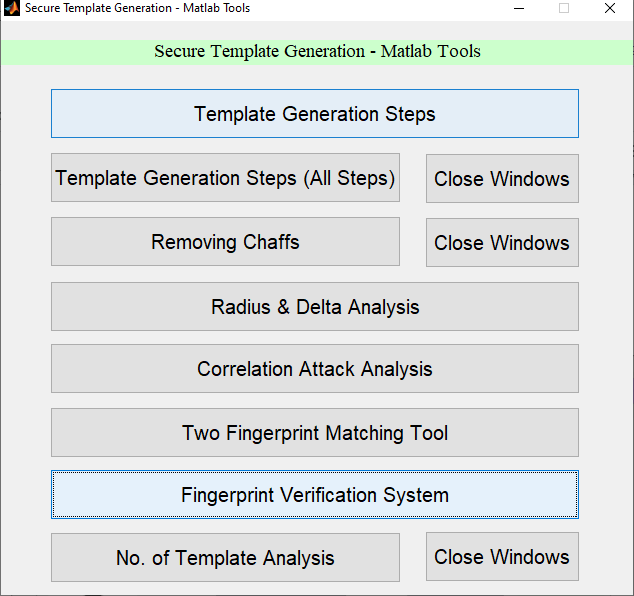 Secure Template Generation - Matlab Tools
Secure Template Generation - Matlab Tools
Template Generation Steps
Template Generation Steps (All Steps)
Close Windows
Removing Chaffs
Close Windows
Radius & Delta Analysis
Correlation Attack Analysis
Two Fingerprint Matching Tool
Fingerprint Verification System
No. of Template Analysis
Close Windows